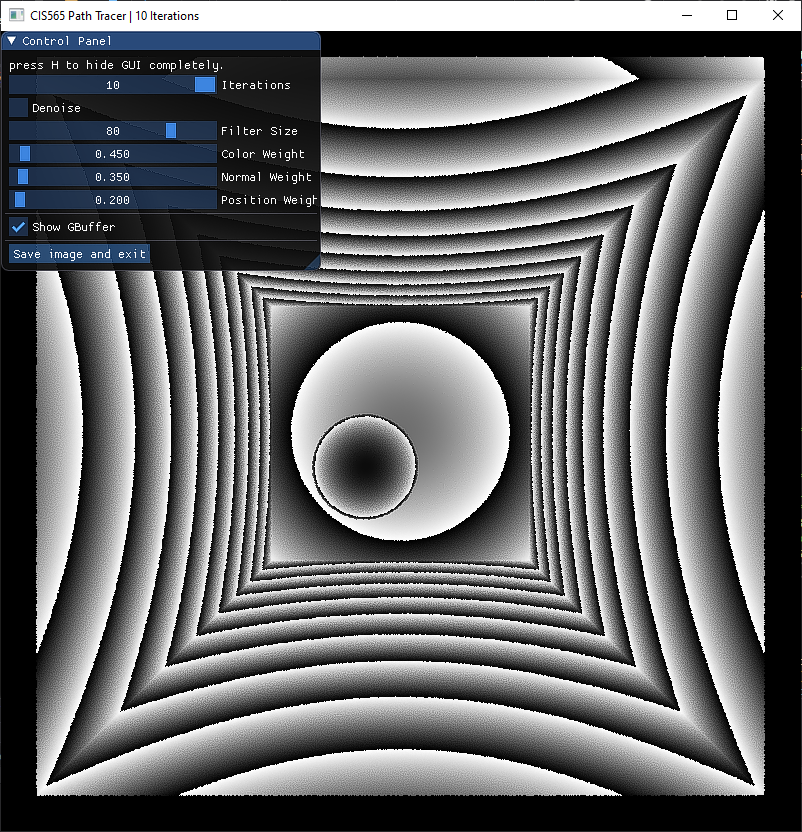 CIS565 Path Tracer | 10 Iterations
Control Panel
press H to hide GUI completely.
10 Iterations
Denoise
80 Filter Size
0.450 Color Weight
0.350 Normal Weight
0.200 Position Weigh
Show GBuffer
Save image and exit